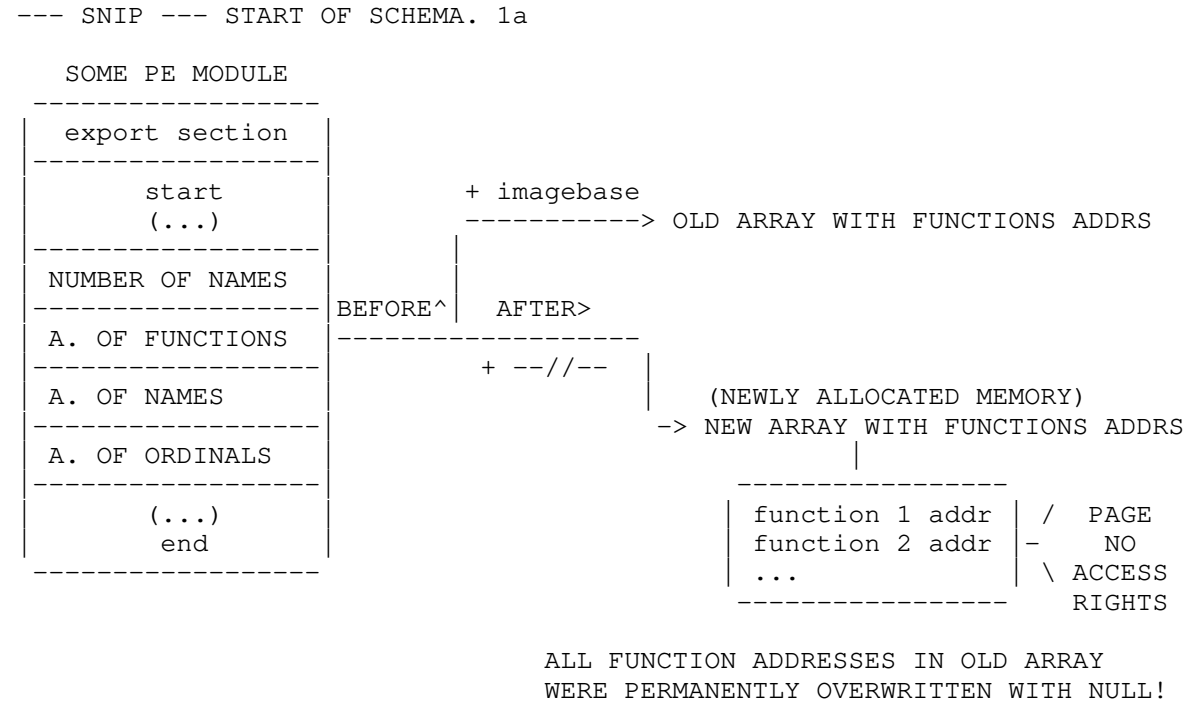 --- SNIP --- START OF SCHEMA. 1a
SOME PE MODULE
export section
start
+ imagebase
(...)
-----------> OLD ARRAY WITH FUNCTIONS ADDRS
NUMBER OF NAMES
BEFORE^| AFTER>
A. OF FUNCTIONS
+ --//--
A. OF NAMES
(NEWLY ALLOCATED MEMORY)
-> NEW ARRAY WITH FUNCTIONS ADDRS
A. OF ORDINALS
(...)
end
function 1 addr | / PAGE
function 2 addr |- NO
... | \ ACCESS
RIGHTS
ALL FUNCTION ADDRESSES IN OLD ARRAY
WERE PERMANENTLY OVERWRITTEN WITH NULL!